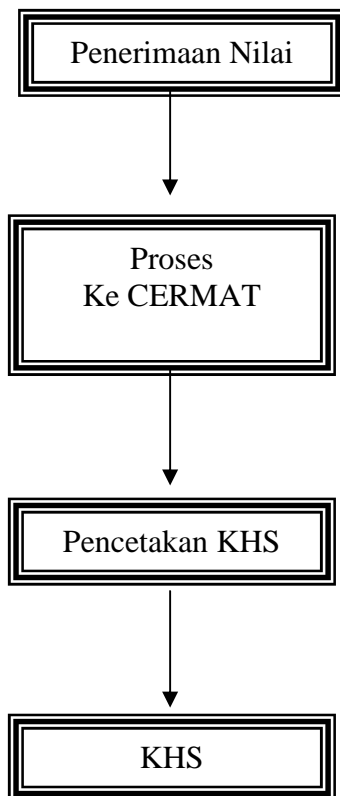 Penerimaan Nilai
Proses
Ke CERMAT
Pencetakan KHS
KHS